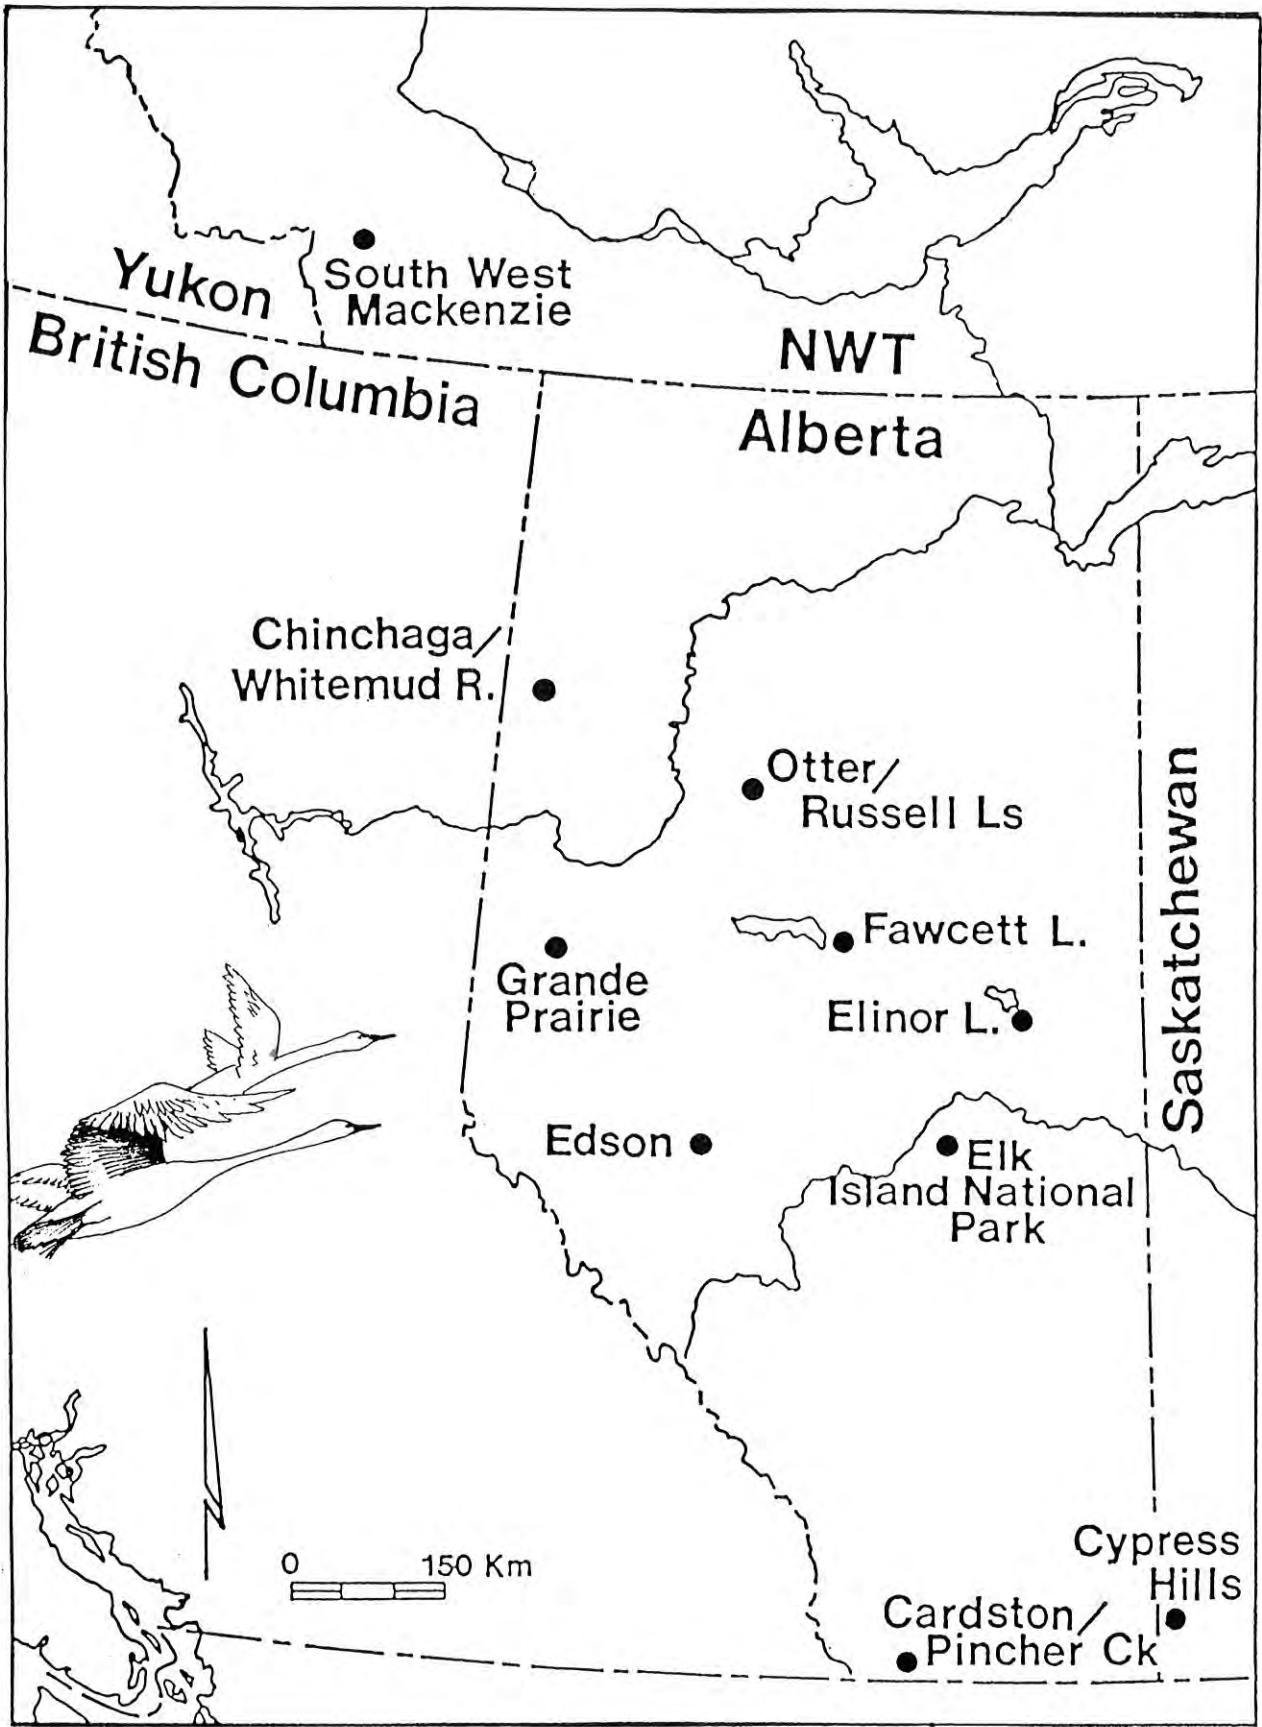 Yukon
South West
Mackenzie
British Columbia
NWT
Alberta
Chinchaga/
Whitemud R.
Otter/
Russell Ls
Saskatchewan
Fawcett L.
Grande
Prairie
Elinor L.
Edson
Elk
Island National
Park
0 150 Km
Cypress
Hills
Cardston/
Pincher Ck